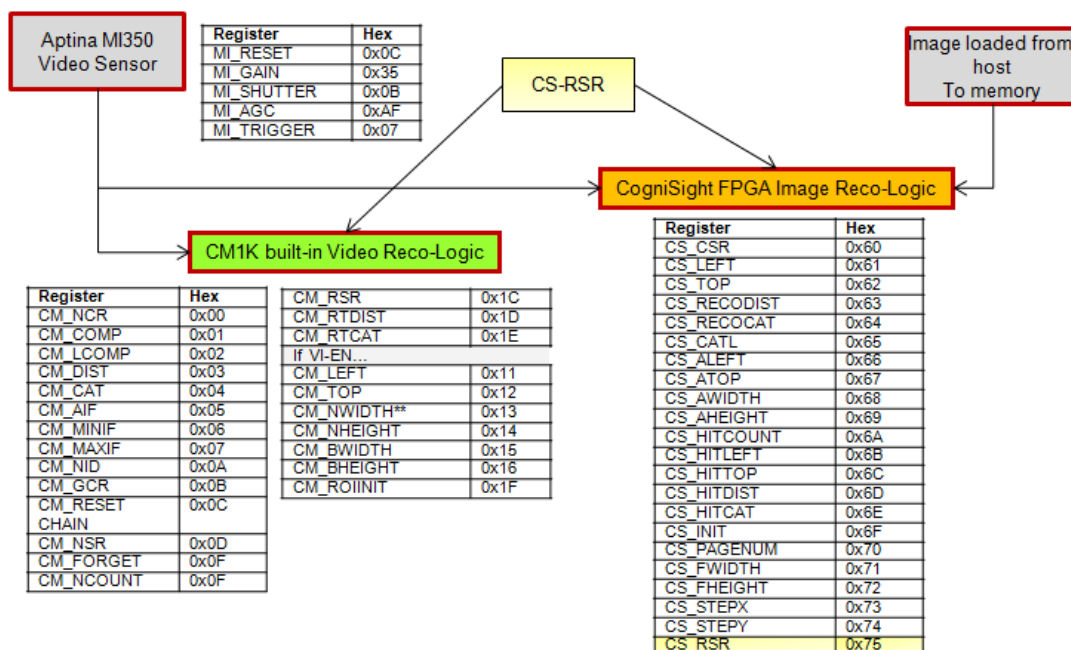 Aptina MI350
Video Sensor
Register Hex
MI_RESET 0x0C
MI_GAIN 0x35
MI_SHUTTER 0x0B
MI_AGC 0xAF
MI_TRIGGER 0x07
CS-RSR
Image loaded from
host
To memory
CogniSight FPGA Image Reco-Logic
CM1K built-in Video Reco-Logic
Register Hex
CM_NCR 0x00
CM_COMP 0x01
CM_LCOMP 0x02
CM_DIST 0x03
CM_CAT 0x04
CM_AIF 0x05
CM_MINIF 0x06
CM_MAXIF 0x07
CM_NID 0x0A
CM_GCR 0x0B
CM_RESET 0x0C
CHAIN
CM_NSR 0x0D
CM_FORGET 0x0F
CM_NCOUNT 0x0F
CM_RSR 0x1C
CM_RTDIST 0x1D
CM_RTCAT 0x1E
If VI-EN...
CM_LEFT 0x11
CM_TOP 0x12
CM_NWIDTH** 0x13
CM_NHEIGHT 0x14
CM_BWIDTH 0x15
CM_BHEIGHT 0x16
CM_ROIINIT 0x1F
Register Hex
CS_CSR 0x60
CS_LEFT 0x61
CS_TOP 0x62
CS_RECODIST 0x63
CS_RECOCAT 0x64
CS_CATL 0x65
CS_ALEFT 0x66
CS_ATOP 0x67
CS_AWIDTH 0x68
CS_AHEIGHT 0x69
CS_HITCOUNT 0x6A
CS_HITLEFT 0x6B
CS_HITTOP 0x6C
CS_HITDIST 0x6D
CS_HITCAT 0x6E
CS_INIT 0x6F
CS_PAGENUM 0x70
CS_FWIDTH 0x71
CS_FHEIGHT 0x72
CS_STEPX 0x73
CS_STEPY 0x74
CS_RSR 0x75